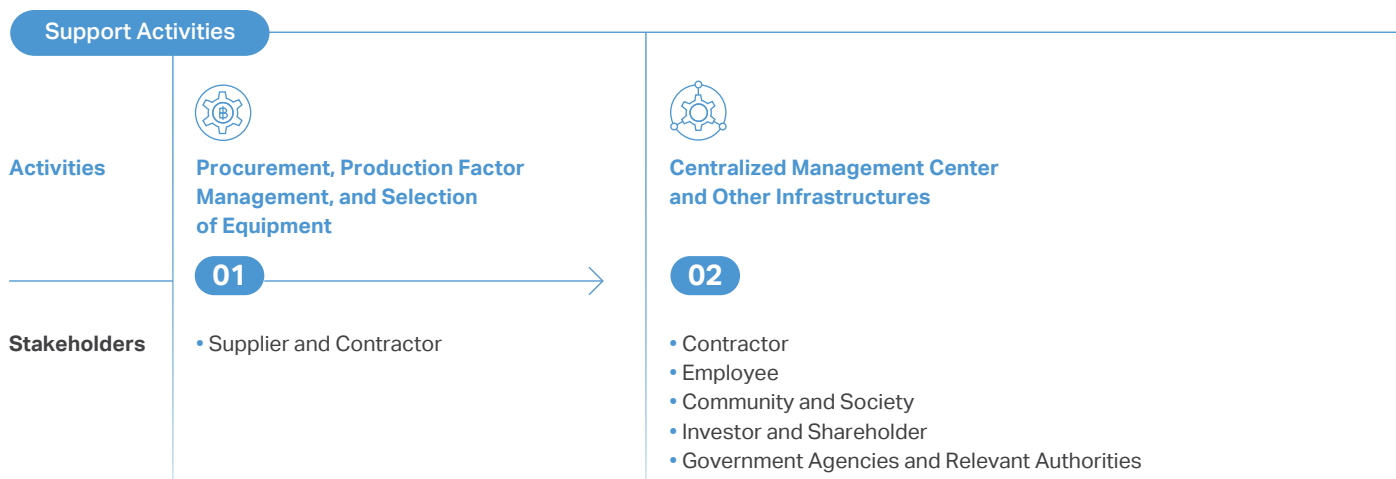 Support Activities
Activities
Procurement, Production Factor
Management, and Selection
of Equipment
01
Centralized Management Center
and Other Infrastructures
02
Stakeholders
• Supplier and Contractor
• Contractor
• Employee
• Community and Society
• Investor and Shareholder
• Government Agencies and Relevant Authorities